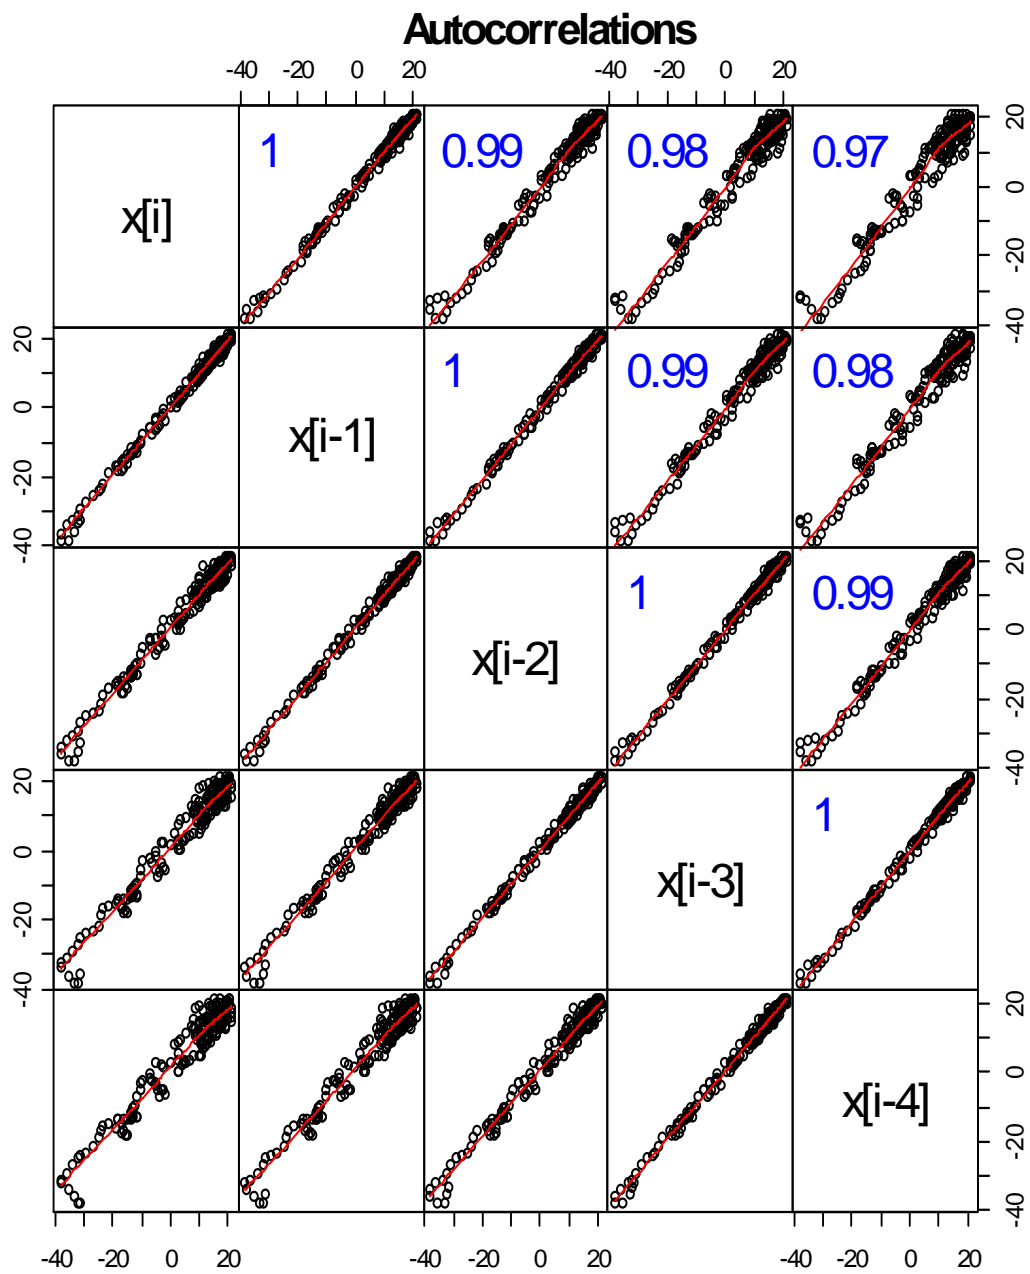 Autocorrelations
-40 -20 0 20 -40 -20 0 20
x[i] 1 0.99 0.98 0.97 -40 -20 0 20
-40 -20 0 20 x[i-1] 1 0.99 0.98
x[i-2] 1 0.99 -40 -20 0 20
-40 -20 0 20 x[i-3] 1
x[i-4] -40 -20 0 20
-40 -20 0 20 -40 -20 0 20 -40 -20 0 20